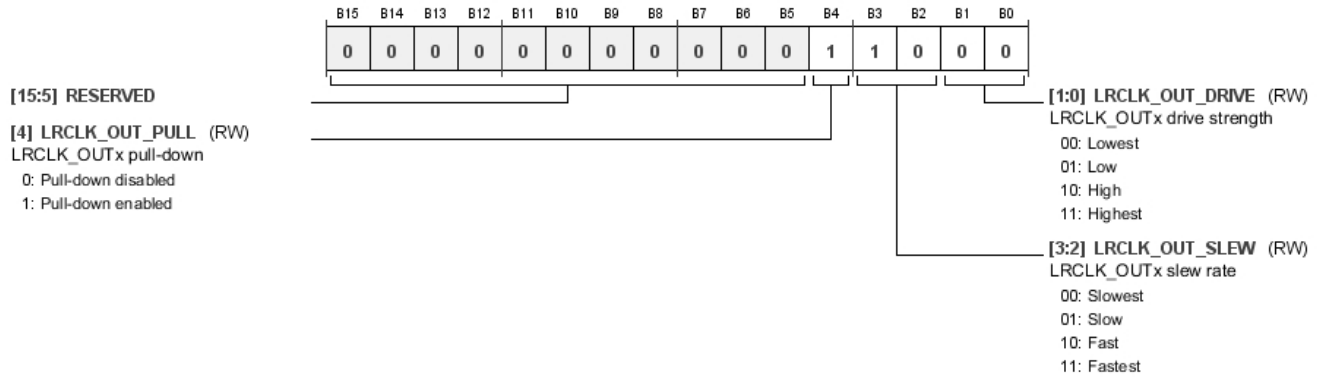 B15 B14 B13 B12 B11 B10 B9 B8 B7 B6 B5 B4 B3 B2 B1 B0
0 0 0 0 0 0 0 0 0 0 0 1 1 0 0 0
[15:5] RESERVED
[4] LRCLK_OUT_PULL (RW)
LRCLK_OUTx pull-down
0: Pull-down disabled
1: Pull-down enabled
[1:0] LRCLK_OUT_DRIVE (RW)
LRCLK_OUTx drive strength
00: Lowest
01: Low
10: High
11: Highest
[3:2] LRCLK_OUT_SLEW (RW)
LRCLK_OUTx slew rate
00: Slowest
01: Slow
10: Fast
11: Fastest